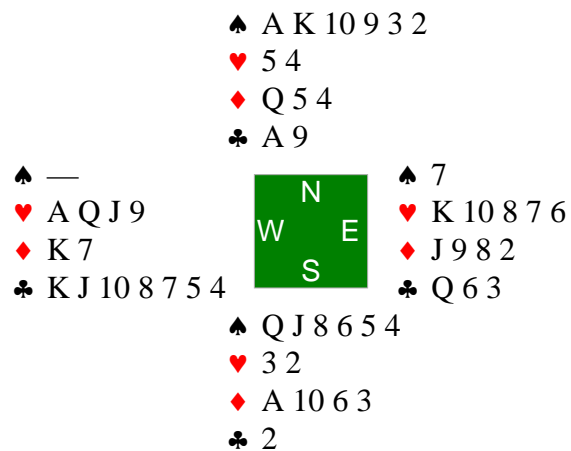 ♠ A K 10 9 3 2
♥ 5 4
♦ Q 5 4
♣ A 9
♠ —
♥ A Q J 9
♦ K 7
♣ K J 10 8 7 5 4
N
W E
S
♠ 7
♥ K 10 8 7 6
♦ J 9 8 2
♣ Q 6 3
♠ Q J 8 6 5 4
♥ 3 2
♦ A 10 6 3
♣ 2